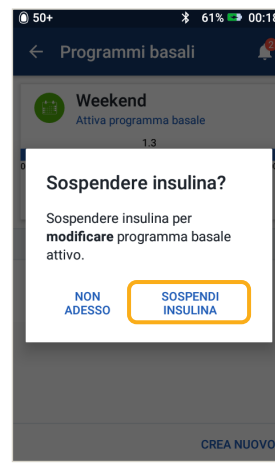 50+ 61% 00:18
Programmi basali
2
Weekend
Attiva programma basale
1.3
Sospendere insulina?
Sospendere insulina per
modificare programma basale
attivo.
NON
ADESSO
SOSPENDI
INSULINA
CREA NUOVO